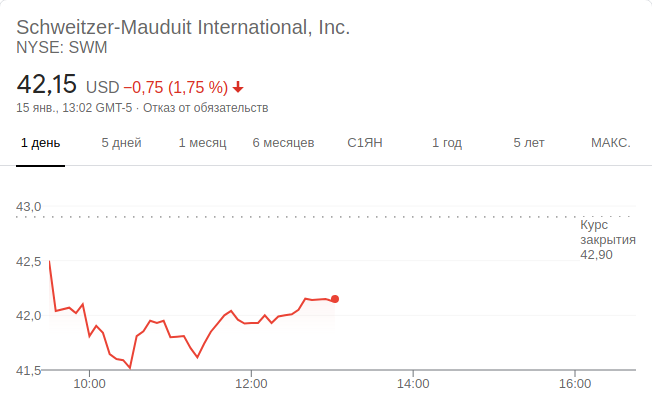 Schweitzer-Mauduit International, Inc.
NYSE: SWM
42,15 USD −0,75 (1,75 %)
15 янв., 13:02 GMT-5 · Отказ от обязательств
1 день 5 дней 1 месяц 6 месяцев С1ЯН 1 год 5 лет МАКС.
43,0
Курс
закрытия
42,90
42,5
42,0
41,5
10:00 12:00 14:00 16:00